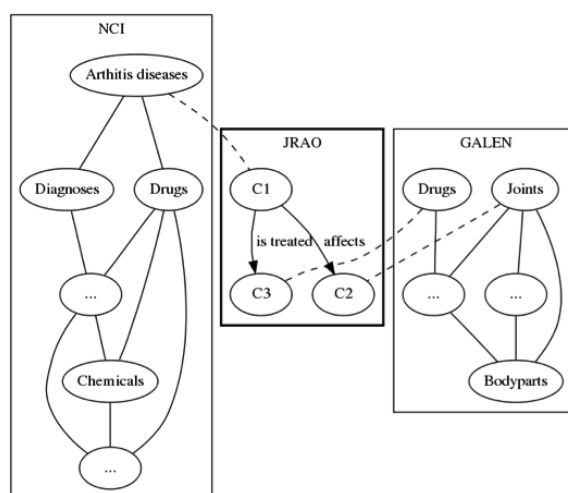 NCI
Arthitis diseases
JRAO
GALEN
Diagnoses
Drugs
C1
Drugs
Joints
is treated
affects
...
C3
C2
...
...
Chemicals
Bodyparts
...